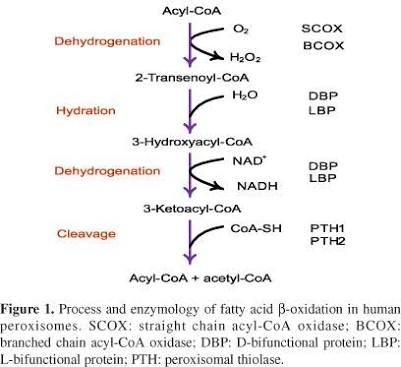 Acyl-CoA
Dehydrogenation O₂ SCOX
BCOX
H₂O₂
2-Transenoyl-CoA
Hydration H₂O DBP
LBP
3-Hydroxyacyl-CoA
Dehydrogenation NAD⁺ DBP
LBP
NADH
3-Ketoacyl-CoA
Cleavage CoA-SH PTH1
PTH2
Acyl-CoA + acetyl-CoA
Figure 1. Process and enzymology of fatty acid β-oxidation in human
peroxisomes. SCOX: straight chain acyl-CoA oxidase; BCOX:
branched chain acyl-CoA oxidase; DBP: D-bifunctional protein; LBP:
L-bifunctional protein; PTH: peroxisomal thiolase.